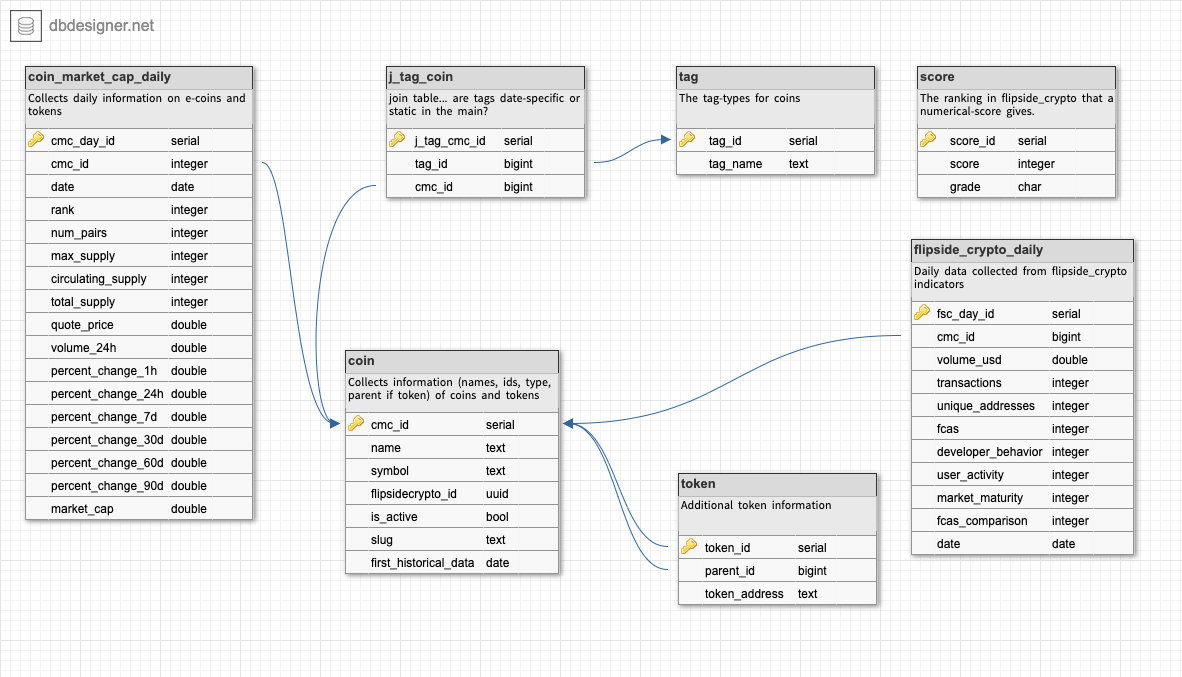 dbdesigner.net
coin_market_cap_daily
Collects daily information on e-coins and
tokens
cmc_day_id serial
cmc_id integer
date date
rank integer
num_pairs integer
max_supply integer
circulating_supply integer
total_supply integer
quote_price double
volume_24h double
percent_change_1h double
percent_change_24h double
percent_change_7d double
percent_change_30d double
percent_change_60d double
percent_change_90d double
market_cap double
j_tag_coin
join table... are tags date-specific or
static in the main?
j_tag_cmc_id serial
tag_id bigint
cmc_id bigint
tag
The tag-types for coins
tag_id serial
tag_name text
score
The ranking in flipside_crypto that a
numerical-score gives.
score_id serial
score integer
grade char
coin
Collects information (names, ids, type,
parent if token) of coins and tokens
cmc_id serial
name text
symbol text
flipsidecrypto_id uuid
is_active bool
slug text
first_historical_data date
token
Additional token information
token_id serial
parent_id bigint
token_address text
flipside_crypto_daily
Daily data collected from flipside_crypto
indicators
fsc_day_id serial
cmc_id bigint
volume_usd double
transactions integer
unique_addresses integer
fcas integer
developer_behavior integer
user_activity integer
market_maturity integer
fcas_comparison integer
date date